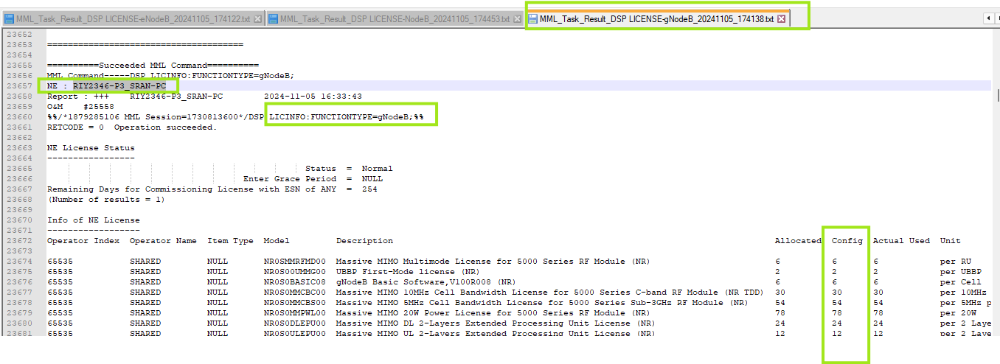 MML_Task_Result_DSP LICENSE-eNodeB_20241105_174122.txt MML_Task_Result_DSP LICENSE-NodeB_20241105_174453.txt MML_Task_Result_DSP LICENSE-gNodeB_20241105_174138.txt
23652
23653 ======================================
23654
23655 ==========Succeeded MML Command==========
23656 MML Command-----DSP LICINFO:FUNCTIONTYPE=gNodeB;
23657 NE : RIY2346-P3_SRAN-PC
23658 Report : +++ RIY2346-P3_SRAN-PC 2024-11-05 16:33:43
23659 O&M #25558
23660 %%/*1879285106 MML Session=1730813600*/DSP LICINFO:FUNCTIONTYPE=gNodeB;%%
23661 RETCODE = 0 Operation succeeded.
23662
23663 NE License Status
23664 -----------------
23665 Status = Normal
23666 Enter Grace Period = NULL
23667 Remaining Days for Commissioning License with ESN of ANY = 254
23668 (Number of results = 1)
23669
23670 Info of NE License
23671 ------------------
23672 Operator Index Operator Name Item Type Model Description Allocated Config Actual Used Unit
23673
23674 65535 SHARED NULL NR0SMMRFMD00 Massive MIMO Multimode License for 5000 Series RF Module (NR) 6 6 6 per RU
23675 65535 SHARED NULL NR0S00UMMG00 UBBP First-Mode license (NR) 2 2 2 per UBBP
23676 65535 SHARED NULL NR0S0BASIC08 gNodeB Basic Software,V100R008 (NR) 6 6 6 per Cell
23677 65535 SHARED NULL NR0S0MMCBC00 Massive MIMO 10MHz Cell Bandwidth License for 5000 Series C-band RF Module (NR TDD) 30 30 30 per 10MHz
23678 65535 SHARED NULL NR0S0MMCBS00 Massive MIMO 5MHz Cell Bandwidth License for 5000 Series Sub-3GHz RF Module (NR) 54 54 54 per 5MHz p
23679 65535 SHARED NULL NR0S0MMPWL00 Massive MIMO 20W Power License for 5000 Series RF Module (NR) 78 78 78 per 20W
23680 65535 SHARED NULL NR0S0DLEPU00 Massive MIMO DL 2-Layers Extended Processing Unit License (NR) 24 24 24 per 2 Laye
23681 65535 SHARED NULL NR0S0ULEPU00 Massive MIMO UL 2-Layers Extended Processing Unit License (NR) 12 12 12 per 2 Laye